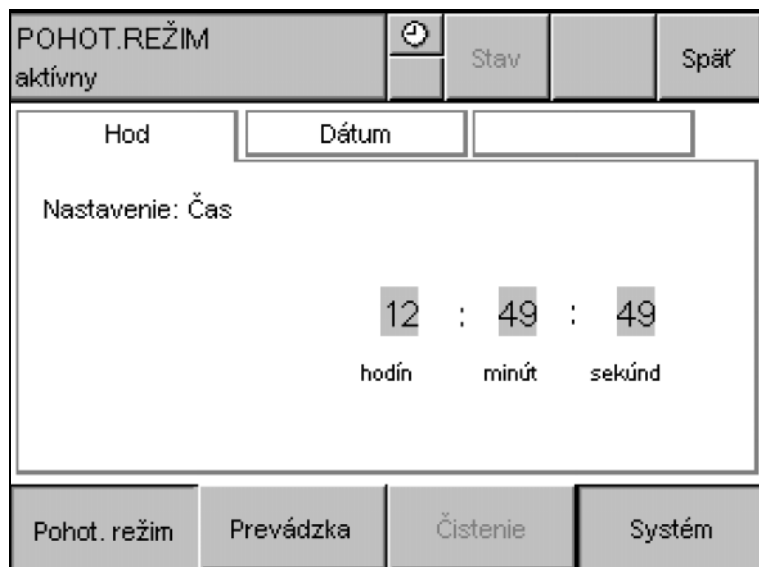 POHOT.REŽIM
aktívny
Stav
Späť
Hod
Dátum
Nastavenie: Čas
12 : 49 : 49
hodín minút sekúnd
Pohot. režim
Prevádzka
Čistenie
Systém